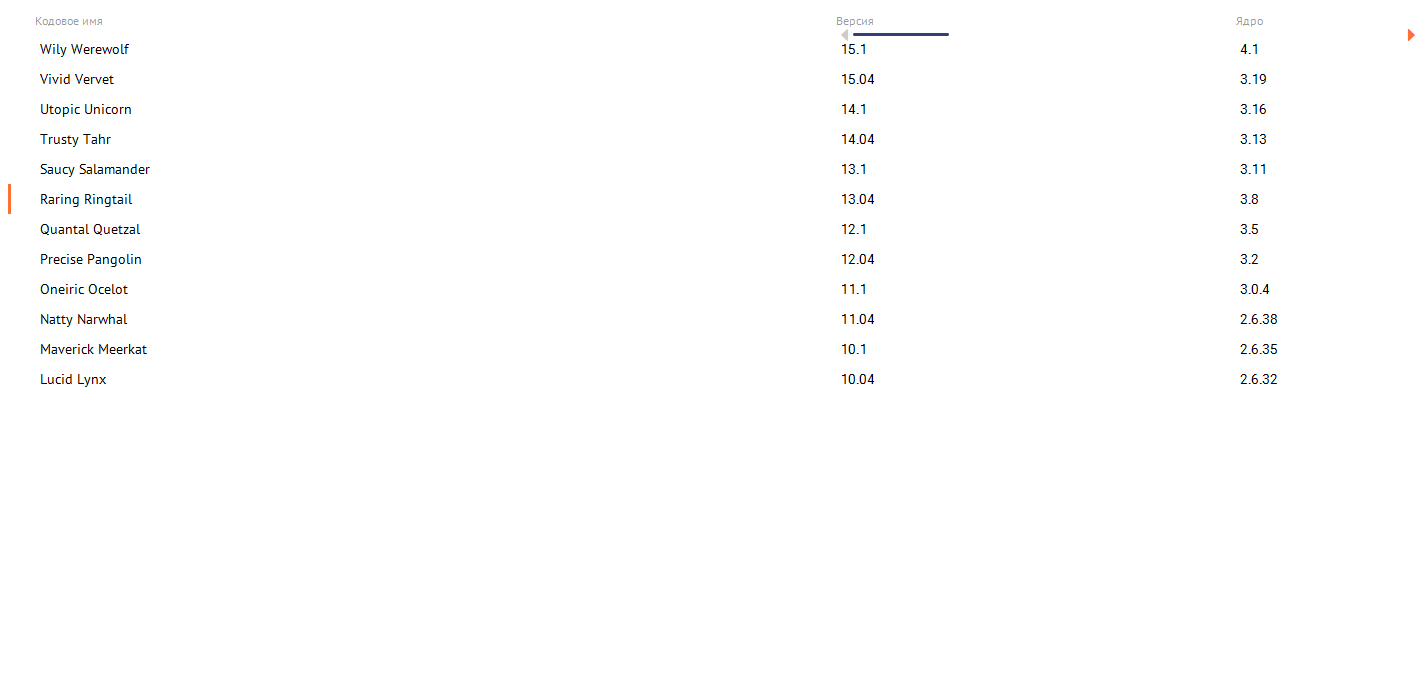 Кодовое имя Версия Ядро
Wily Werewolf 15.1 4.1
Vivid Vervet 15.04 3.19
Utopic Unicorn 14.1 3.16
Trusty Tahr 14.04 3.13
Saucy Salamander 13.1 3.11
Raring Ringtail 13.04 3.8
Quantal Quetzal 12.1 3.5
Precise Pangolin 12.04 3.2
Oneiric Ocelot 11.1 3.0.4
Natty Narwhal 11.04 2.6.38
Maverick Meerkat 10.1 2.6.35
Lucid Lynx 10.04 2.6.32